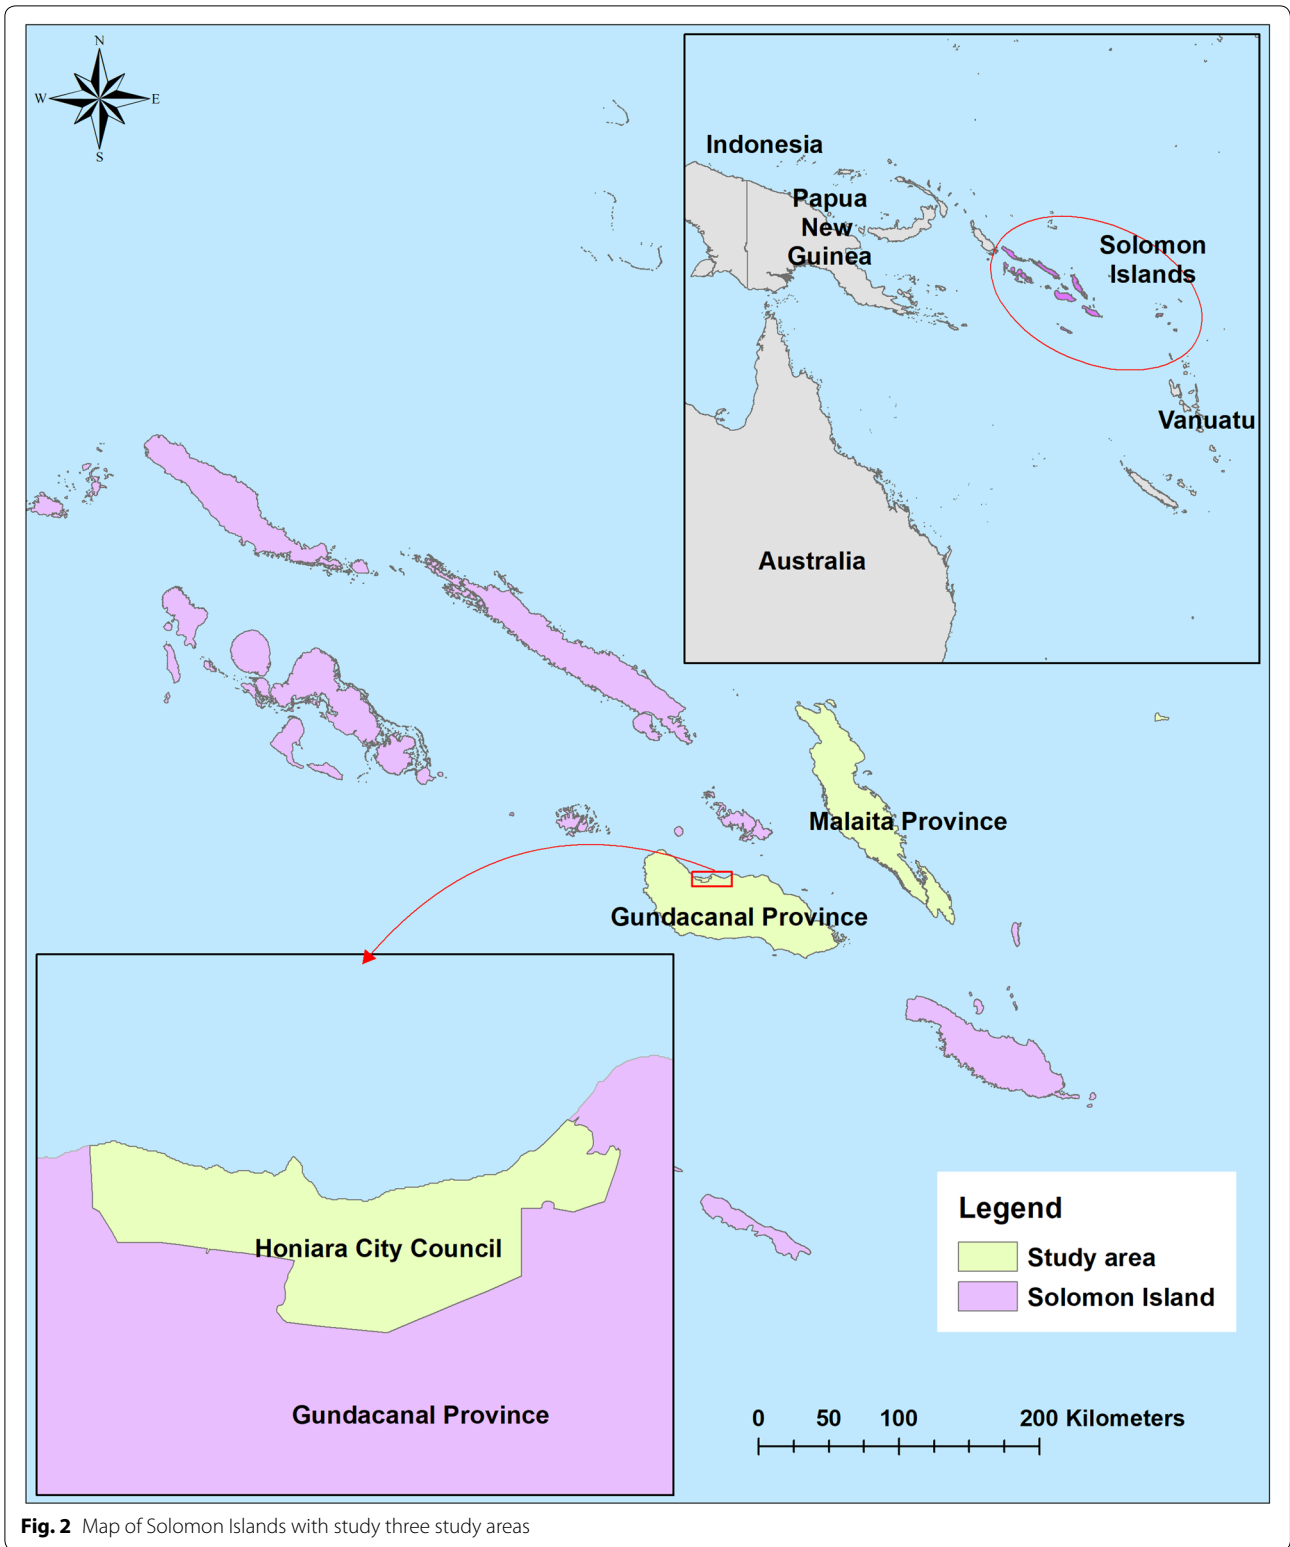 N
W E
S
Indonesia
Papua
New
Guinea
Solomon
Islands
Vanuatu
Australia
Malaita Province
Gundacanal Province
Honiara City Council
Gundacanal Province
Legend
Study area
Solomon Island
0 50 100 200 Kilometers
Fig. 2 Map of Solomon Islands with study three study areas